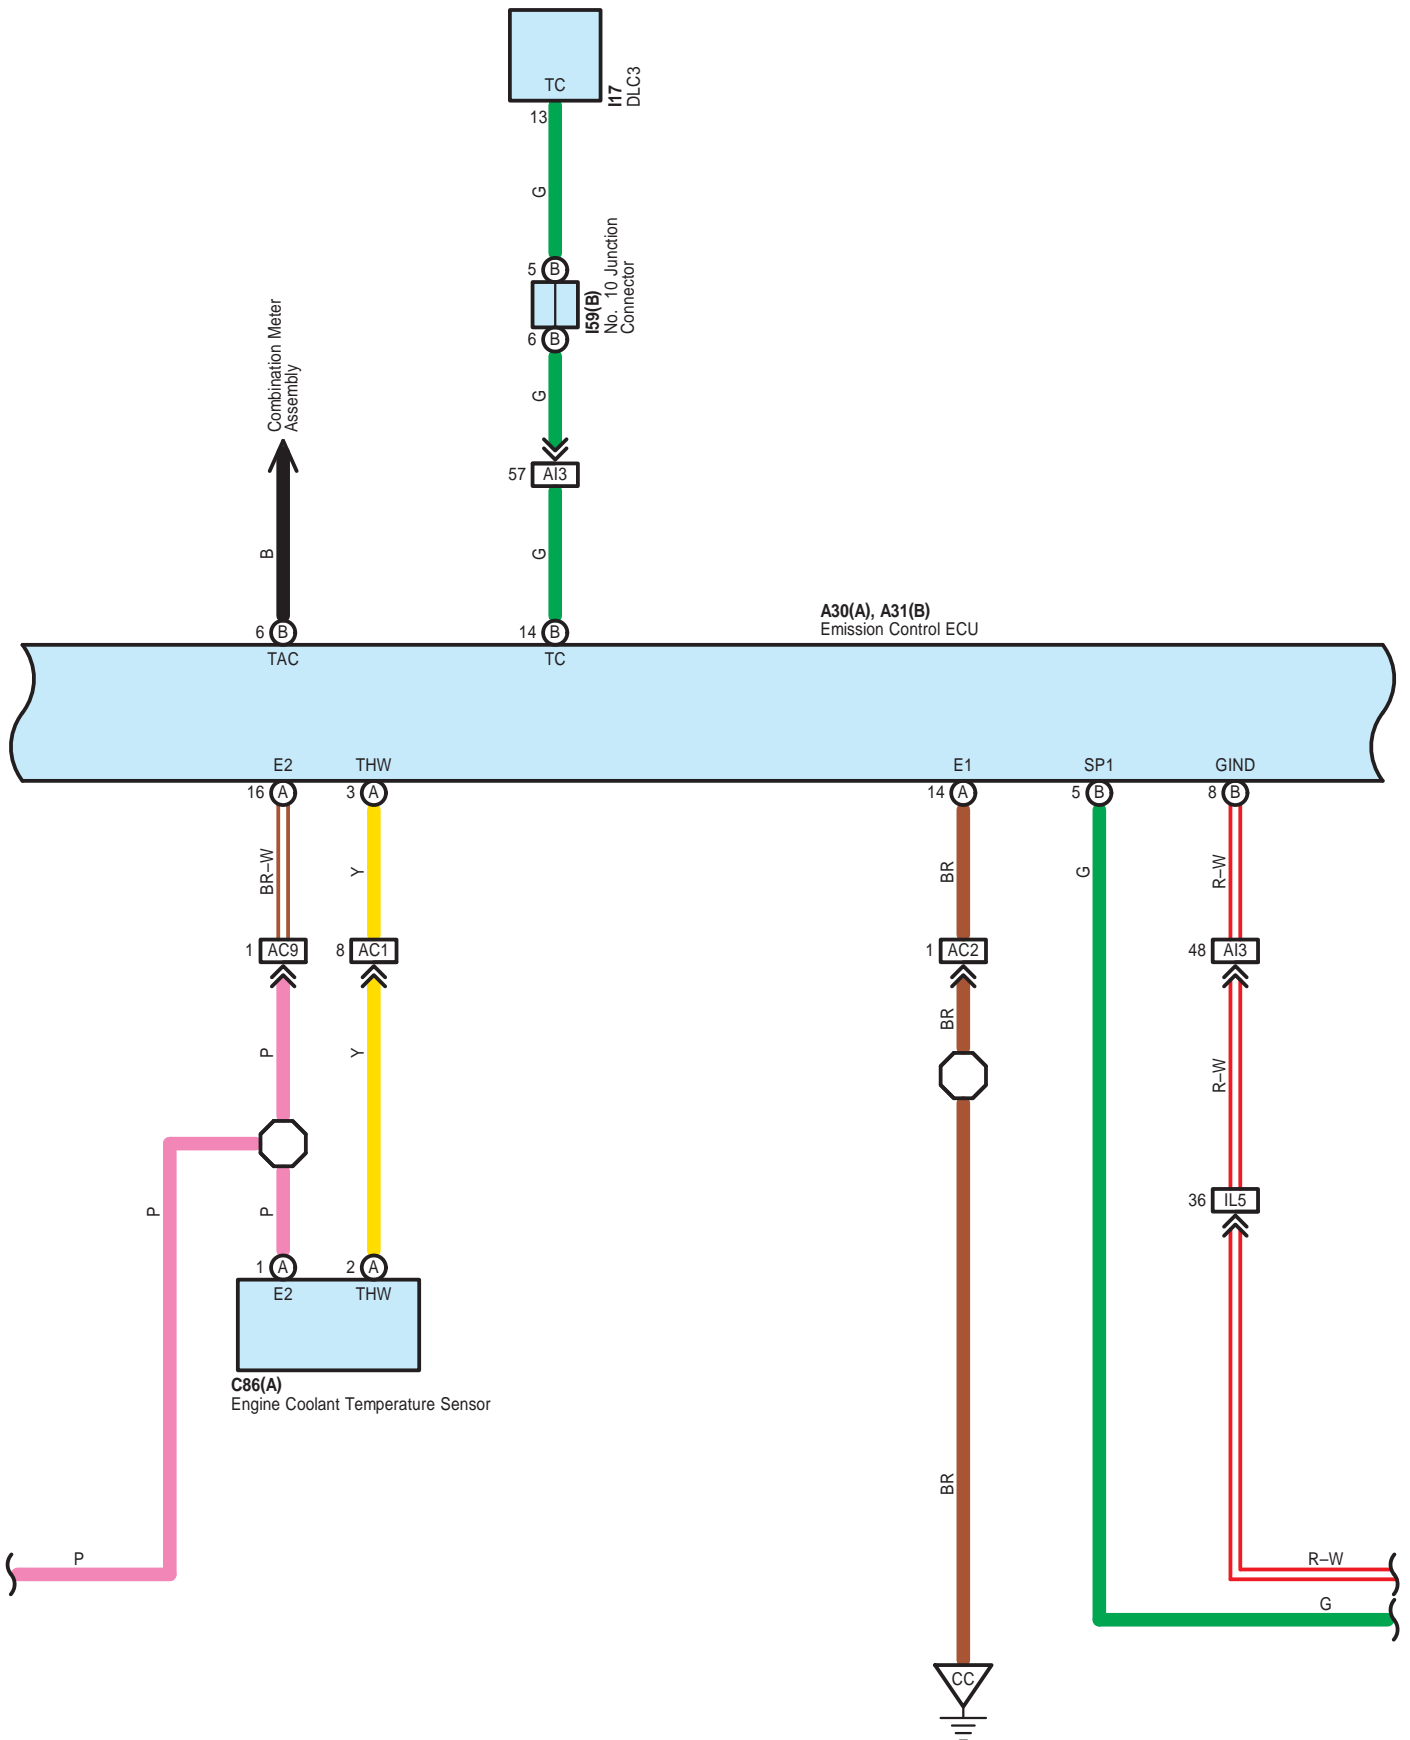 TC
I17
DLC3
13
G
5 B
I59(B)
No. 10 Junction
Connector
6 B
Combination Meter
Assembly
G
57 AI3
B
G
A30(A), A31(B)
Emission Control ECU
6 B
14 B
TAC
TC
E2
THW
E1
SP1
GIND
16 A
3 A
14 A
5 B
8 B
BR–W
Y
BR
G
R–W
1 AC9
8 AC1
1 AC2
48 AI3
BR
P
Y
R–W
P
P
36 IL5
1 A
2 A
E2
THW
C86(A)
Engine Coolant Temperature Sensor
BR
P
R–W
G
CC